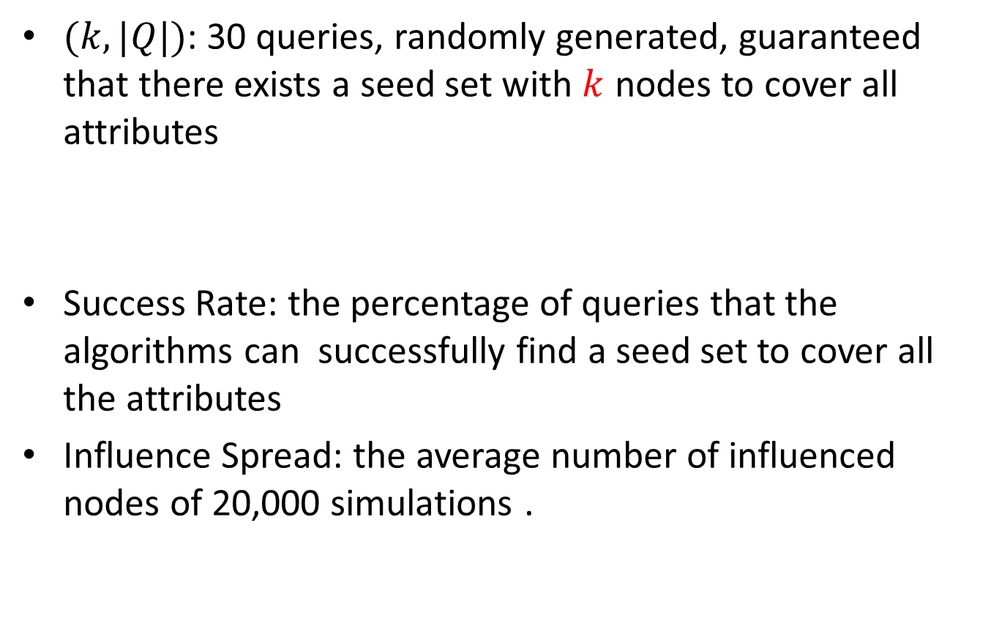 • (k, |Q|): 30 queries, randomly generated, guaranteed
that there exists a seed set with k nodes to cover all
attributes
• Success Rate: the percentage of queries that the
algorithms can  successfully find a seed set to cover all
the attributes
• Influence Spread: the average number of influenced
nodes of 20,000 simulations .